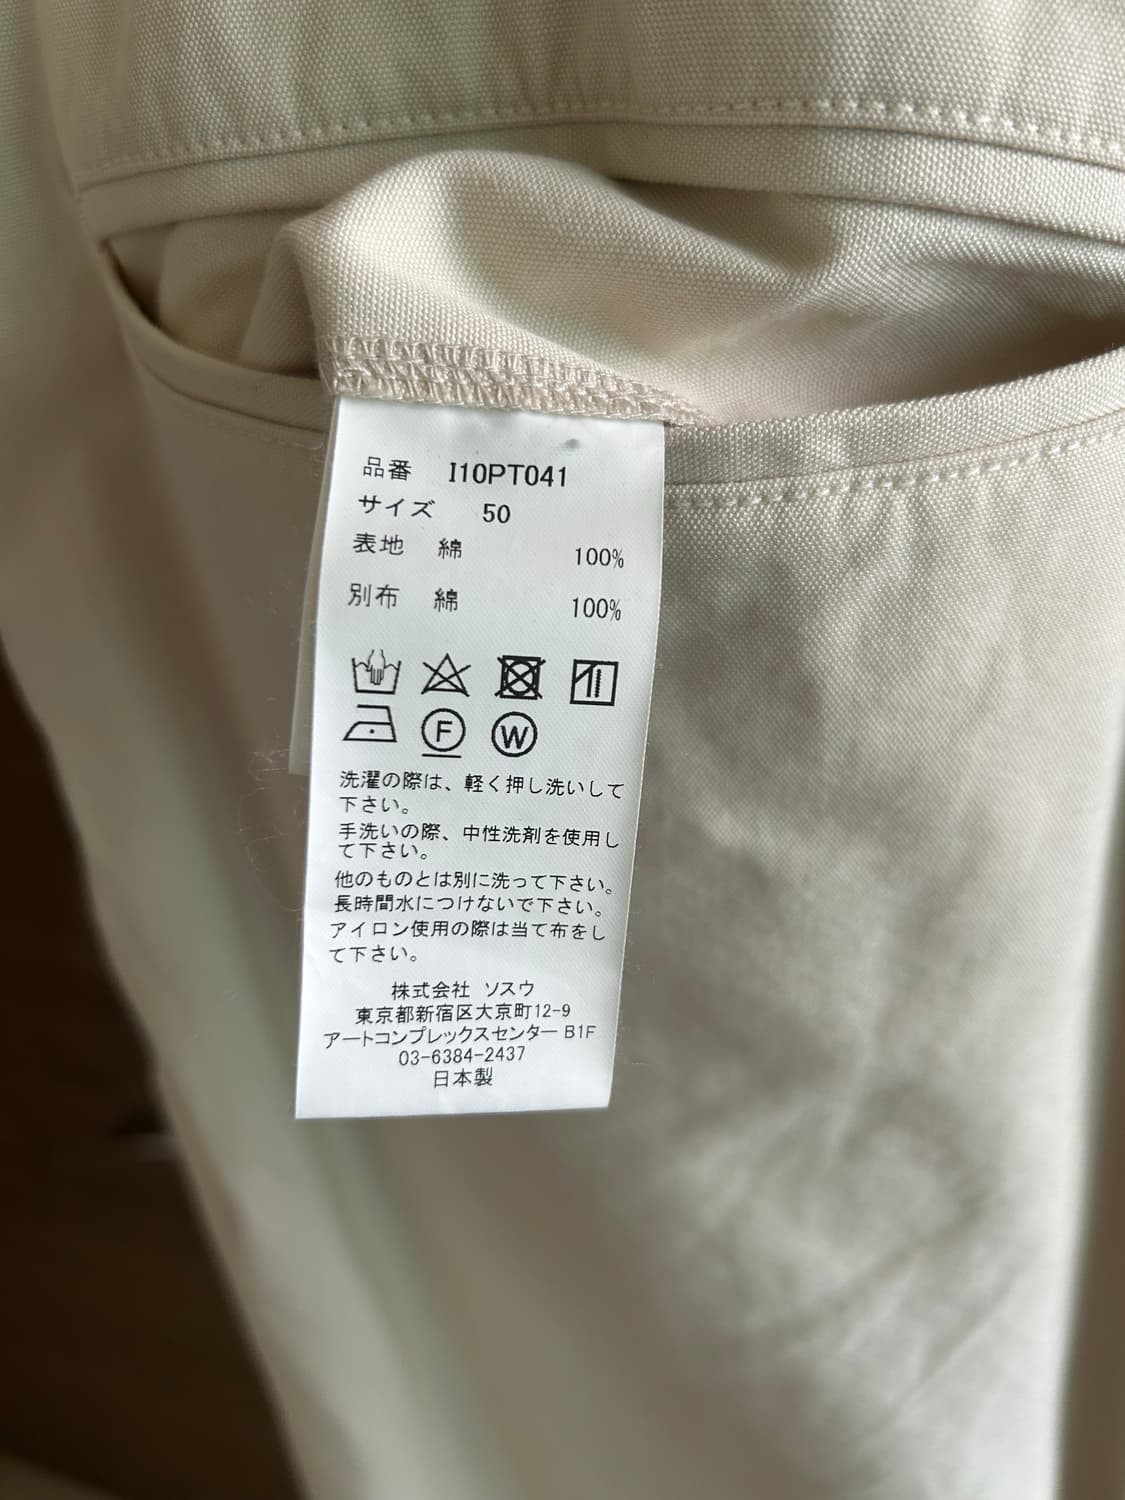 品番 I10PT041
サイズ 50
表地 綿 100%
別布 綿 100%
F W
洗濯の際は、軽く押し洗いして
下さい。
手洗いの際、中性洗剤を使用し
て下さい。
他のものとは別に洗って下さい。
長時間水につけないで下さい。
アイロン使用の際は当て布をし
て下さい。
株式会社 ソスウ
東京都新宿区大京町12-9
アートコンプレックスセンター B1F
03-6384-2437
日本製